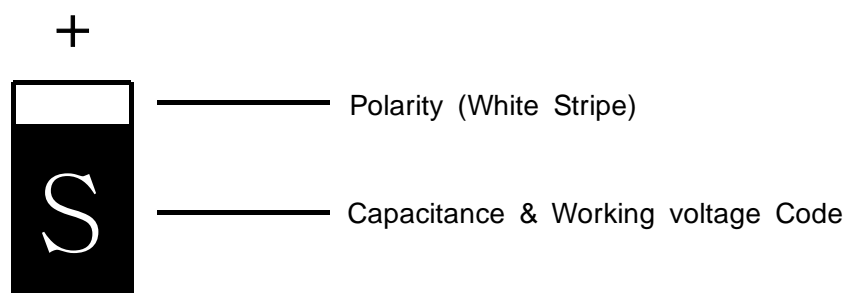 +
Polarity (White Stripe)
S
Capacitance & Working voltage Code